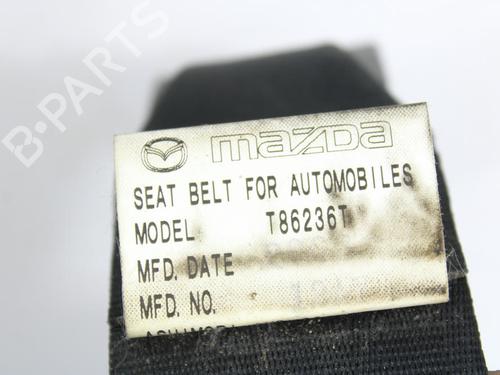 B-PARTS
mazda
SEAT BELT FOR AUTOMOBILES
MODEL T86236T
MFD. DATE
MFD. NO.